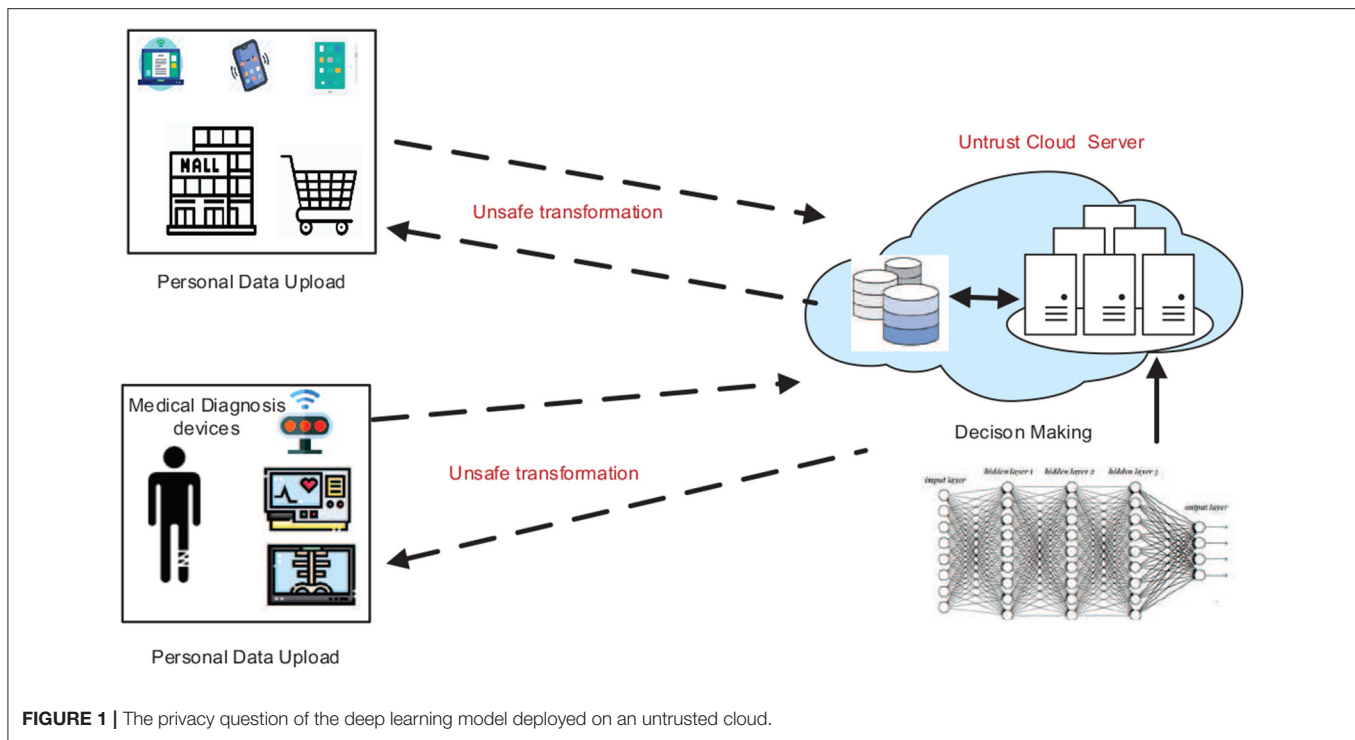 MALL
Personal Data Upload
Unsafe transformation
Untrust Cloud Server
Medical Diagnosis
devices
Personal Data Upload
Unsafe transformation
Decison Making
input layer
hidden layer 1
hidden layer 2
hidden layer 3
output layer
FIGURE 1 | The privacy question of the deep learning model deployed on an untrusted cloud.